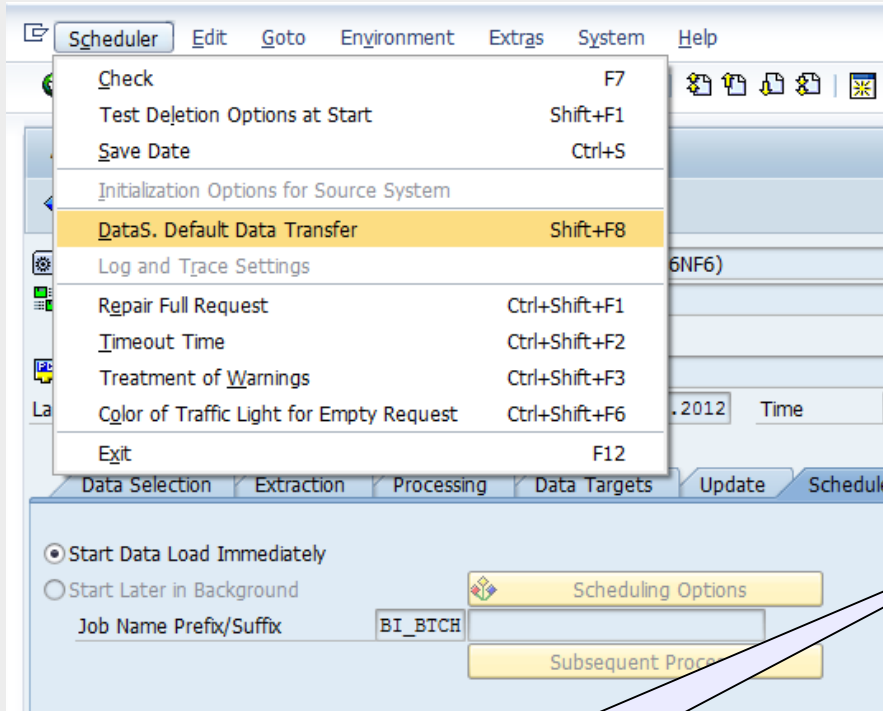 Scheduler Edit Goto Environment Extras System Help
Check F7
Test Deletion Options at Start Shift+F1
Save Date Ctrl+S
Initialization Options for Source System
DataS. Default Data Transfer Shift+F8
Log and Trace Settings
6NF6)
Repair Full Request Ctrl+Shift+F1
Timeout Time Ctrl+Shift+F2
Treatment of Warnings Ctrl+Shift+F3
Color of Traffic Light for Empty Request Ctrl+Shift+F6
La .2012 Time
Exit F12
Data Selection Extraction Processing Data Targets Update Schedule
Start Data Load Immediately
Start Later in Background Scheduling Options
Job Name Prefix/Suffix BI_BTCH
Subsequent Proce